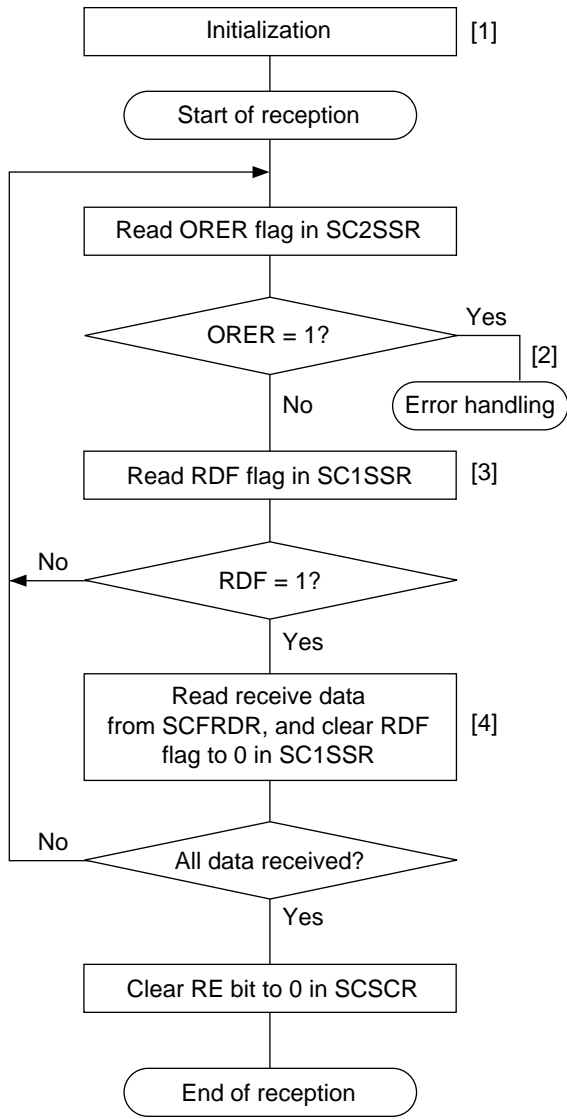 Initialization
[1]
Start of reception
Read ORER flag in SC2SSR
ORER = 1?
Yes
[2]
Error handling
No
Read RDF flag in SC1SSR
[3]
No
RDF = 1?
Yes
Read receive data
from SCFRDR, and clear RDF
flag to 0 in SC1SSR
[4]
No
All data received?
Yes
Clear RE bit to 0 in SCSCR
End of reception